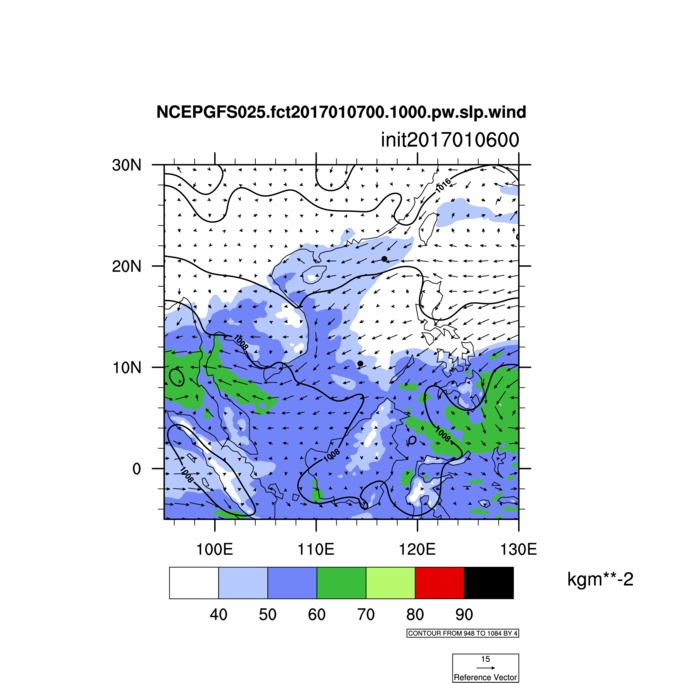 NCEPGFS025.fct2017010700.1000.pw.slp.wind
init2017010600
30N
1016
20N
1008
10N
1008
1008
1008
0
100E 110E 120E 130E
kgm**-2
40 50 60 70 80 90
CONTOUR FROM 948 TO 1084 BY 4
15
Reference Vector